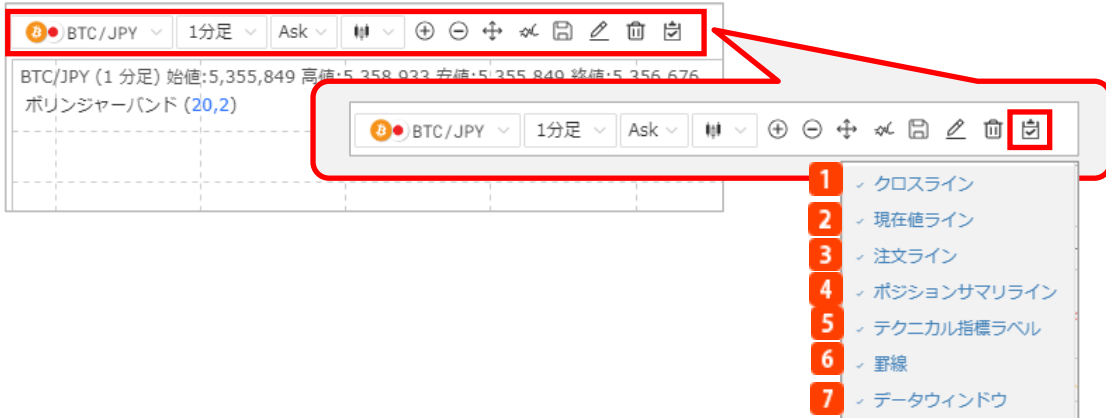 BTC/JPY 1分足 Ask
BTC/JPY (1 分足) 始値:5,355,849 高値:5,358,933 安値:5,355,849 終値:5,356,676
ボリンジャーバンド (20,2)
BTC/JPY 1分足 Ask
1 クロスライン
2 現在値ライン
3 注文ライン
4 ポジションサマリライン
5 テクニカル指標ラベル
6 罫線
7 データウィンドウ